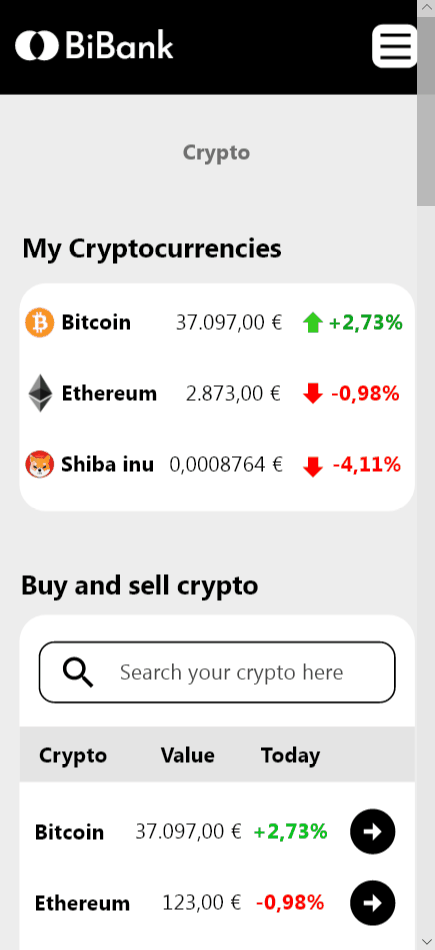 BiBank
Crypto
My Cryptocurrencies
Bitcoin 37.097,00 € +2,73%
Ethereum 2.873,00 € -0,98%
Shiba inu 0,0008764 € -4,11%
Buy and sell crypto
Search your crypto here
Crypto Value Today
Bitcoin 37.097,00 € +2,73%
Ethereum 123,00 € -0,98%